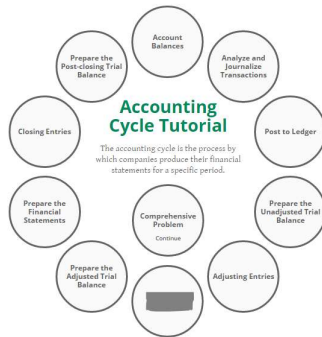 Account
Balances
Prepare the
Post-closing Trial
Balance
Analyze and
Journalize
Transactions
Accounting
Cycle Tutorial
The accounting cycle is the process by
which companies produce their financial
statements for a specific period.
Closing Entries
Post to Ledger
Prepare the
Financial
Statements
Comprehensive
Problem
Continue
Prepare the
Unadjusted Trial
Balance
Prepare the
Adjusted Trial
Balance
Adjusting Entries